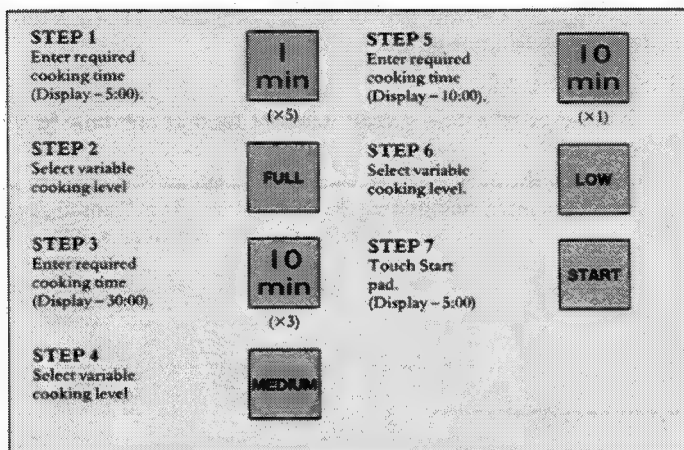 STEP 1
Enter required
cooking time
(Display – 5:00).
1
min
(×5)
STEP 2
Select variable
cooking level
FULL
STEP 3
Enter required
cooking time
(Display – 30:00).
10
min
(×3)
STEP 4
Select variable
cooking level
MEDIUM
STEP 5
Enter required
cooking time
(Display – 10:00).
10
min
(×1)
STEP 6
Select variable
cooking level.
LOW
STEP 7
Touch Start
pad.
(Display – 5:00)
START